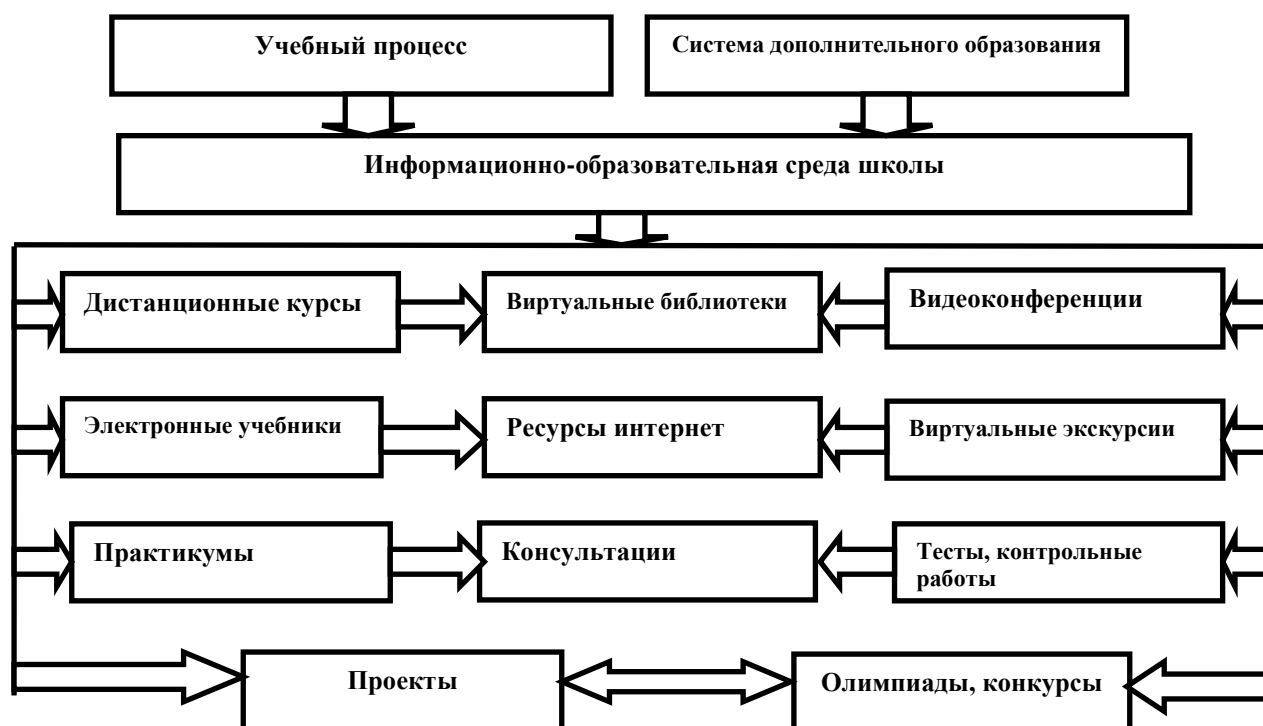 Учебный процесс
Система дополнительного образования
Информационно-образовательная среда школы
Дистанционные курсы
Виртуальные библиотеки
Видеоконференции
Электронные учебники
Ресурсы интернет
Виртуальные экскурсии
Практикумы
Консультации
Тесты, контрольные
работы
Проекты
Олимпиады, конкурсы